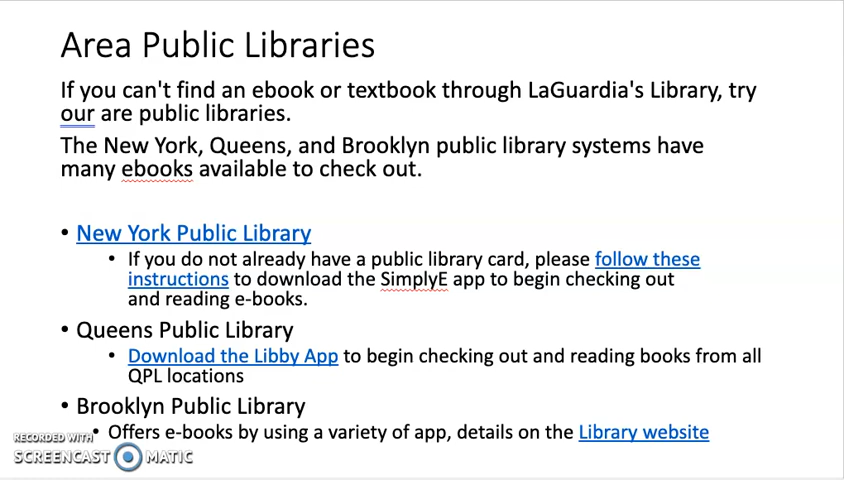 Area Public Libraries
If you can't find an ebook or textbook through LaGuardia's Library, try
our are public libraries.
The New York, Queens, and Brooklyn public library systems have
many ebooks available to check out.
• New York Public Library
• If you do not already have a public library card, please follow these
instructions to download the SimplyE app to begin checking out
and reading e-books.
• Queens Public Library
• Download the Libby App to begin checking out and reading books from all
QPL locations
• Brooklyn Public Library
• Offers e-books by using a variety of app, details on the Library website
RECORDED WITH
SCREENCAST MATIC